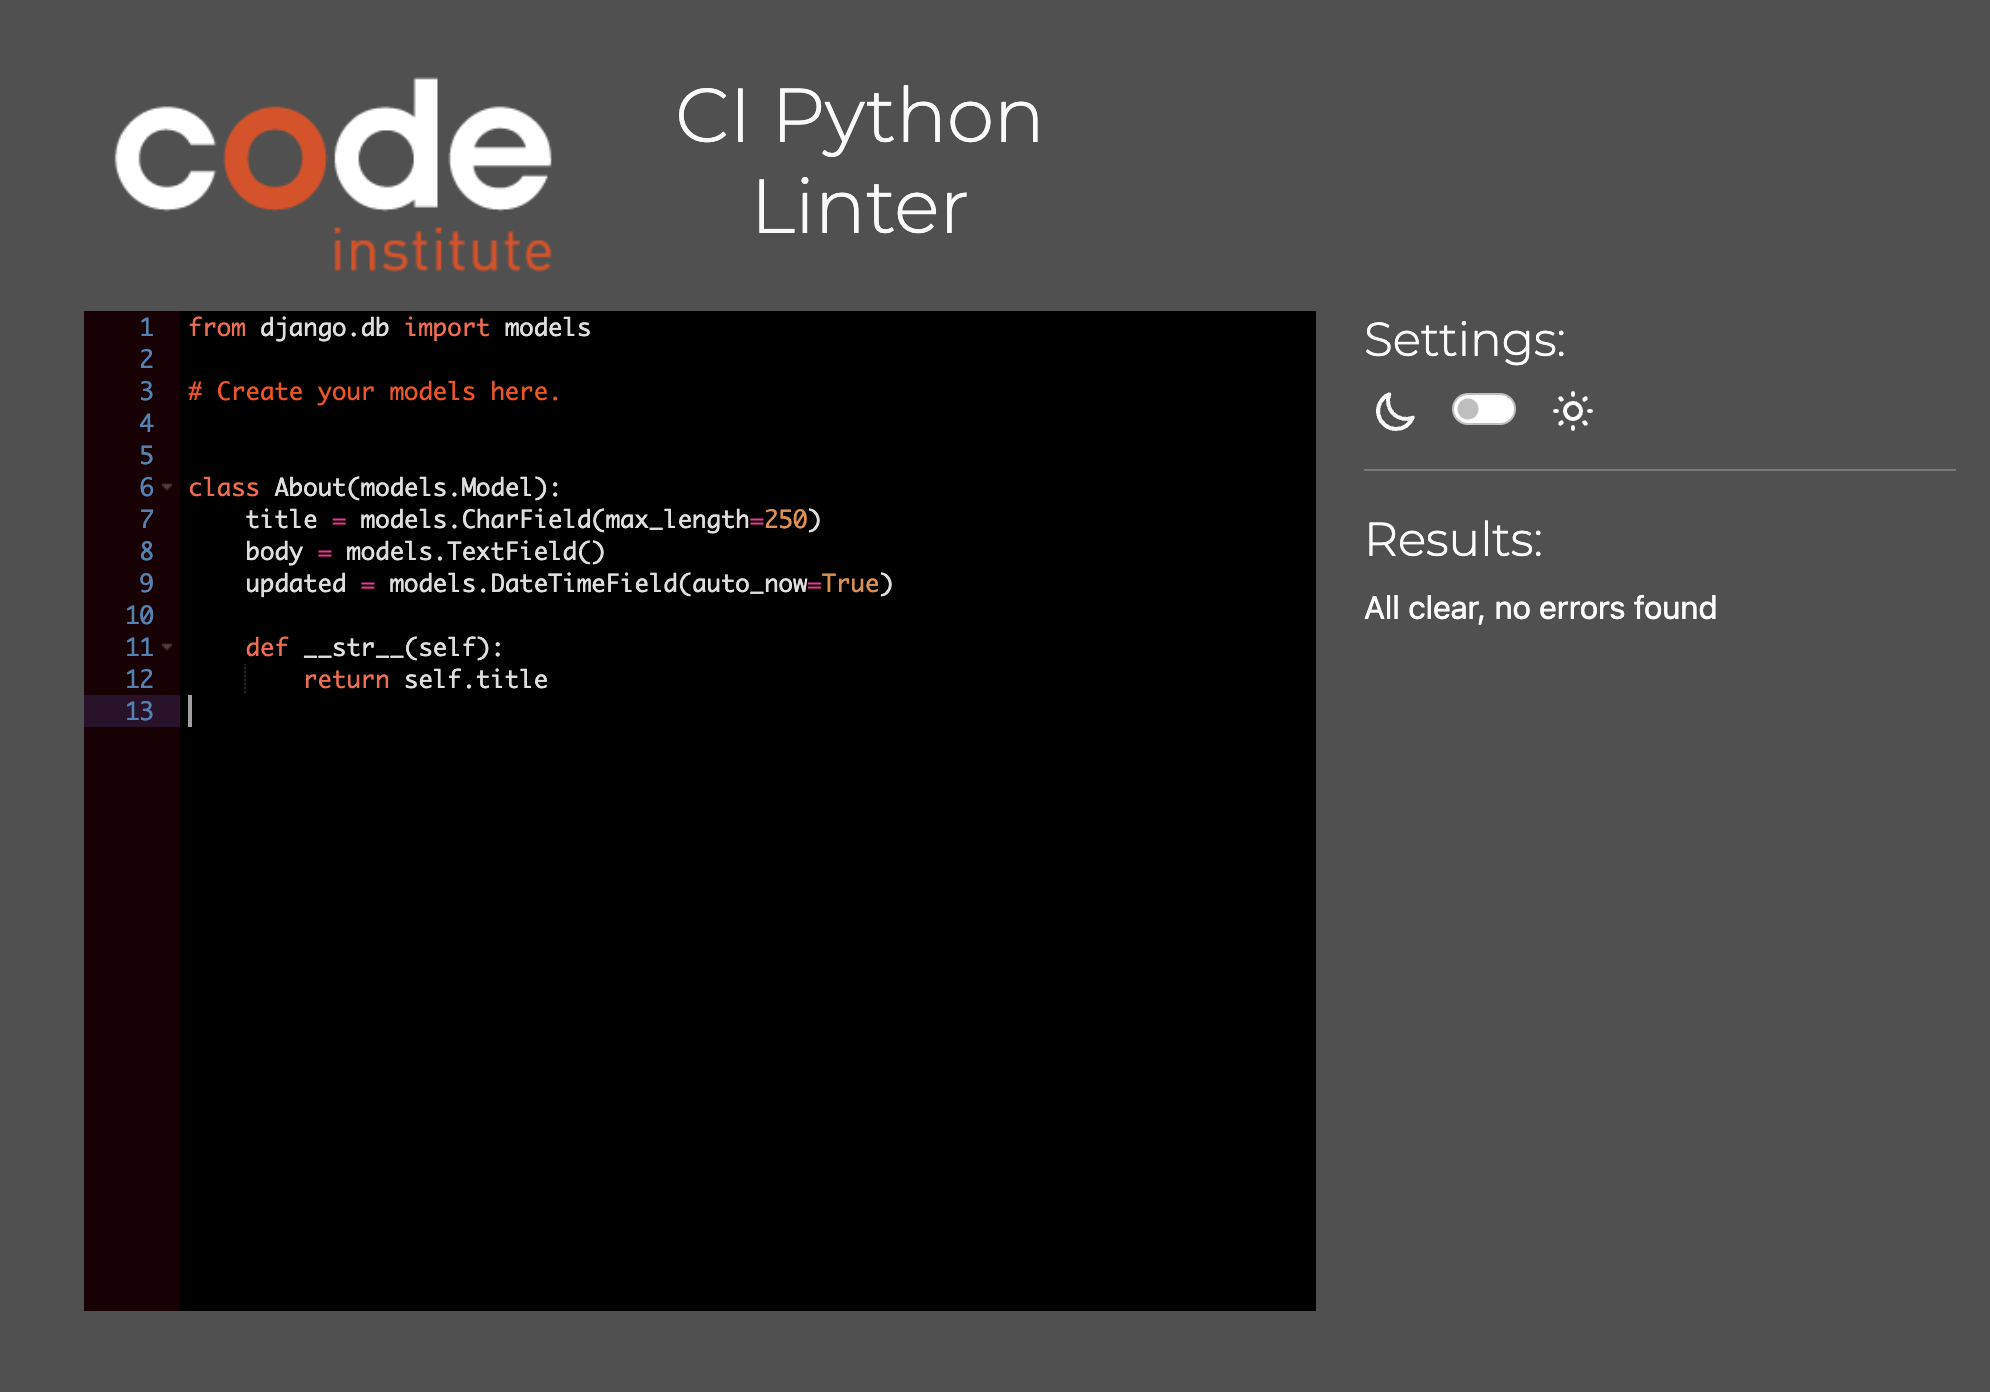 code
institute
CI Python
Linter
1 from django.db import models
2
3 # Create your models here.
4
5
6 class About(models.Model):
7     title = models.CharField(max_length=250)
8     body = models.TextField()
9     updated = models.DateTimeField(auto_now=True)
10
11     def __str__(self):
12         return self.title
13
Settings:
Results:
All clear, no errors found